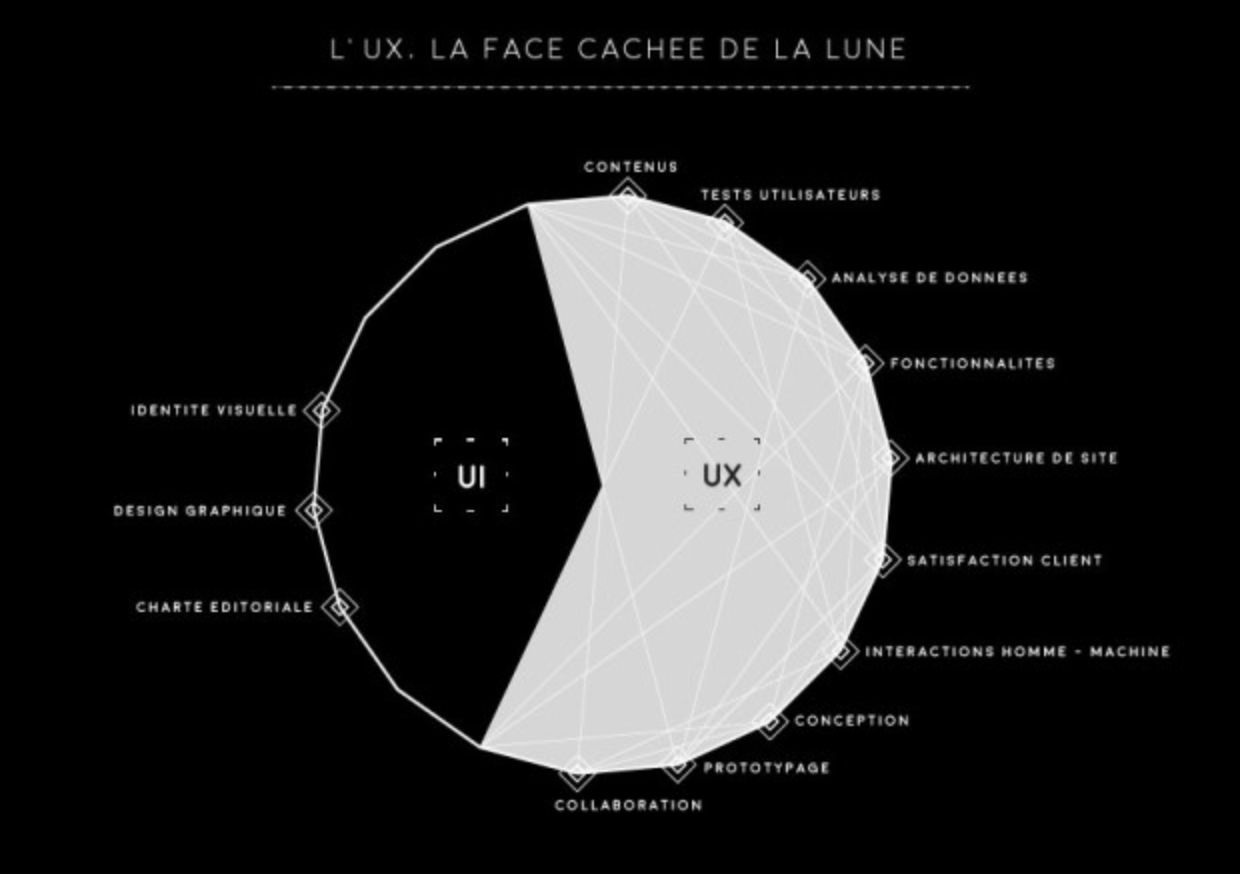 L'UX. LA FACE CACHEE DE LA LUNE
CONTENUS
TESTS UTILISATEURS
ANALYSE DE DONNEES
FONCTIONNALITES
IDENTITE VISUELLE
ARCHITECTURE DE SITE
UI
UX
DESIGN GRAPHIQUE
SATISFACTION CLIENT
CHARTE EDITORIALE
INTERACTIONS HOMME - MACHINE
CONCEPTION
PROTOTYPAGE
COLLABORATION